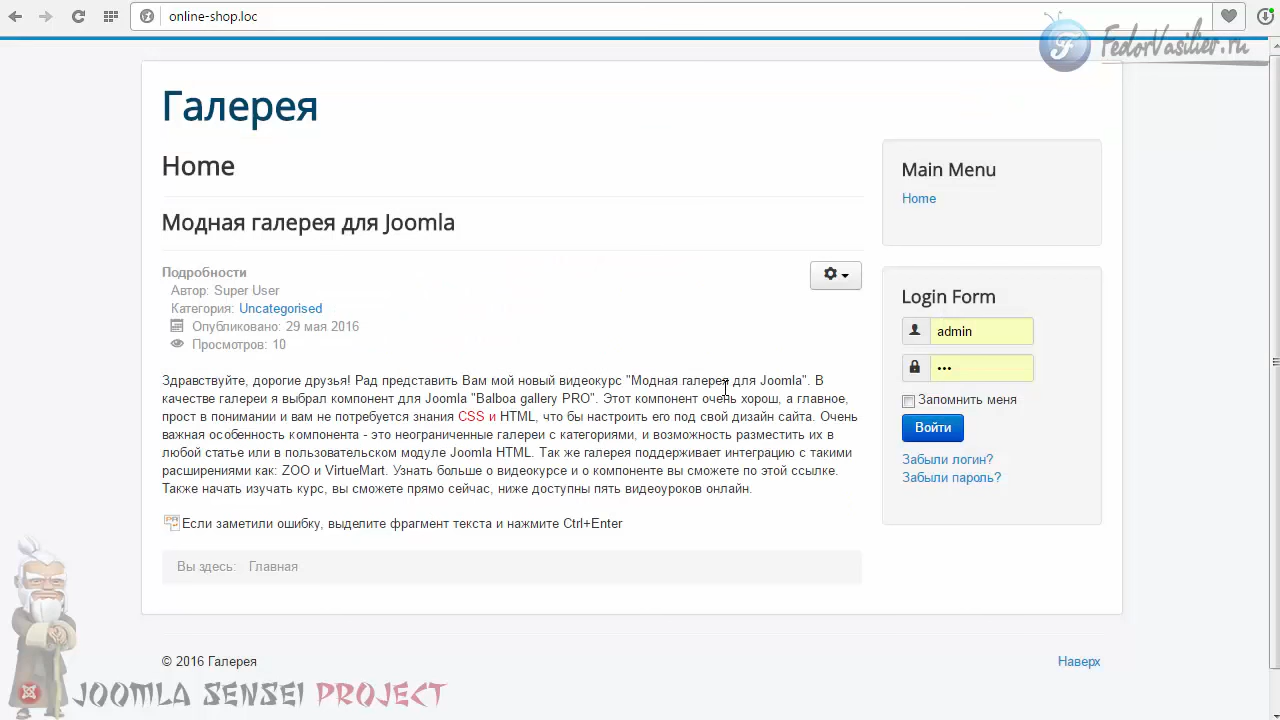 online-shop.loc
FedorVasilier.ru
Галерея
Home
Модная галерея для Joomla
Подробности
Автор: Super User
Категория: Uncategorised
Опубликовано: 29 мая 2016
Просмотров: 10
Здравствуйте, дорогие друзья! Рад представить Вам мой новый видеокурс "Модная галерея для Joomla". В
качестве галереи я выбрал компонент для Joomla "Balboa gallery PRO". Этот компонент очень хорош, а главное,
прост в понимании и вам не потребуется знания CSS и HTML, что бы настроить его под свой дизайн сайта. Очень
важная особенность компонента - это неограниченные галереи с категориями, и возможность разместить их в
любой статье или в пользовательском модуле Joomla HTML. Так же галерея поддерживает интеграцию с такими
расширениями как: ZOO и VirtueMart. Узнать больше о видеокурсе и о компоненте вы сможете по этой ссылке.
Также начать изучать курс, вы сможете прямо сейчас, ниже доступны пять видеоуроков онлайн.
Если заметили ошибку, выделите фрагмент текста и нажмите Ctrl+Enter
Вы здесь: Главная
Main Menu
Home
Login Form
admin
•••
Запомнить меня
Войти
Забыли логин?
Забыли пароль?
© 2016 Галерея
Наверх
JOOMLA SENSEI PROJECT